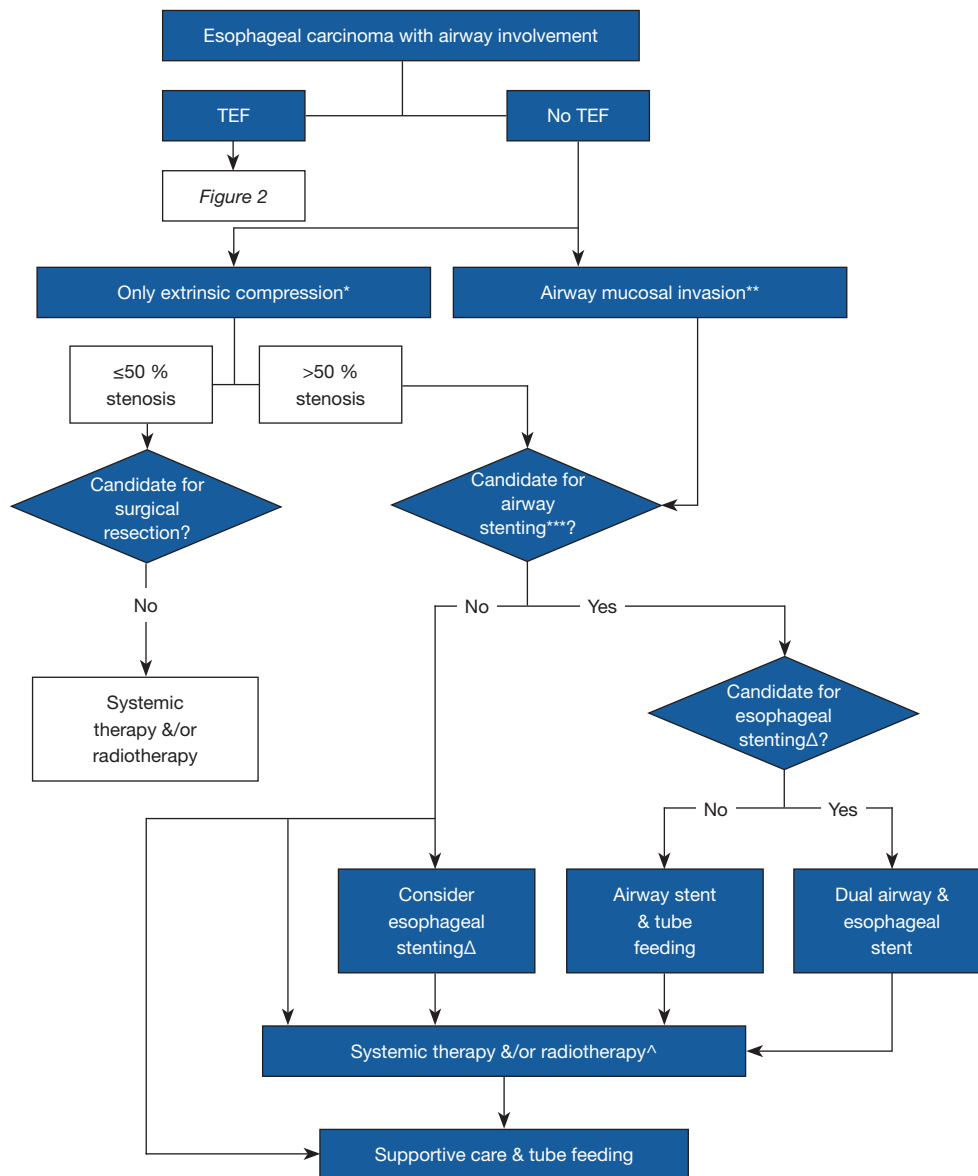 Esophageal carcinoma with airway involvement
TEF
No TEF
Figure 2
Only extrinsic compression*
Airway mucosal invasion**
≤50 %
stenosis
>50 %
stenosis
Candidate for
surgical
resection?
Candidate for
airway
stenting***?
No
No
Yes
Systemic
therapy &/or
radiotherapy
Candidate for
esophageal
stentingΔ?
No
Yes
Consider
esophageal
stentingΔ
Airway stent
& tube
feeding
Dual airway &
esophageal
stent
Systemic therapy &/or radiotherapy^
Supportive care & tube feeding